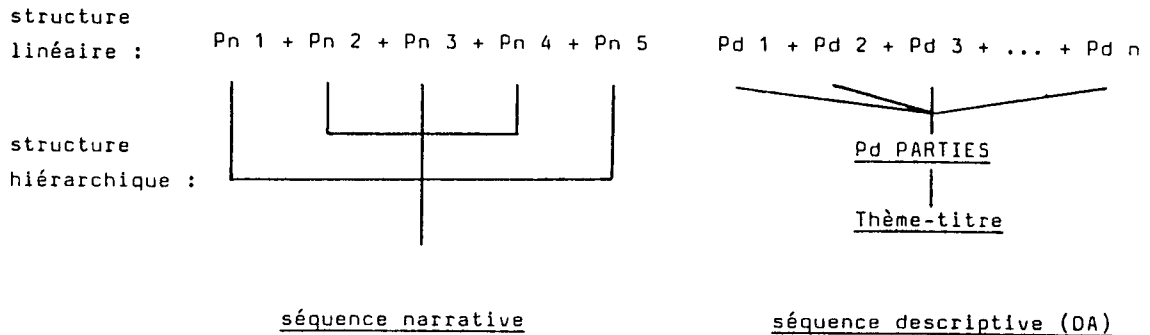 structure
linéaire :
Pn 1 + Pn 2 + Pn 3 + Pn 4 + Pn 5
Pd 1 + Pd 2 + Pd 3 + ... + Pd n
structure
hiérarchique :
Pd PARTIES
Thème-titre
séquence narrative
séquence descriptive (DA)